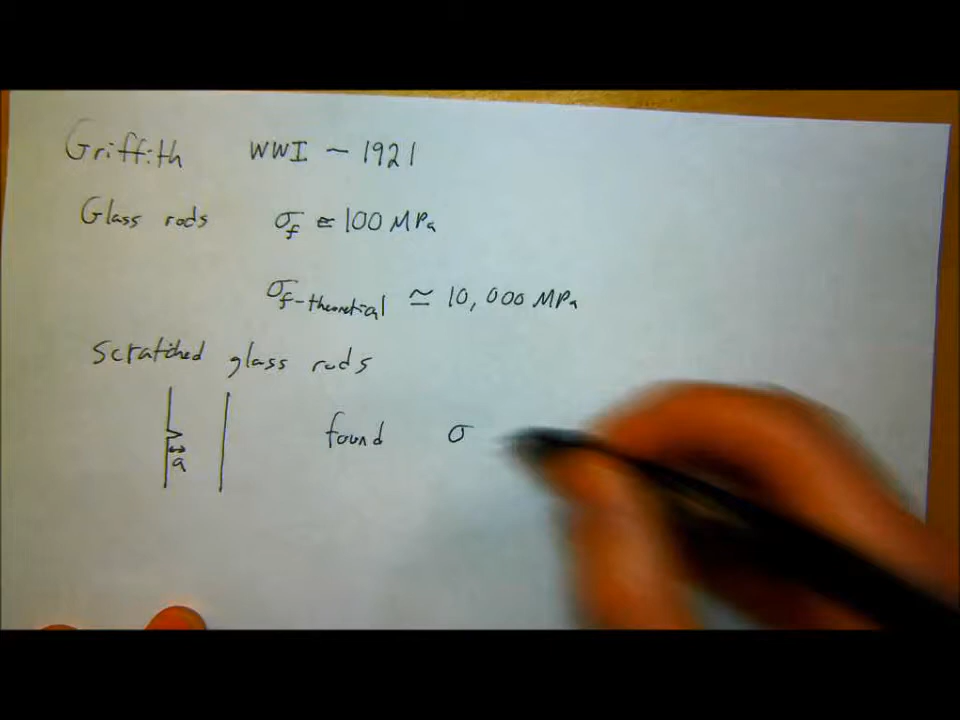 Griffith WWI ~ 1921
Glass rods σf ≈ 100 MPa
σf-theoretical ≃ 10,000 MPa
Scratched glass rods
found σ
a